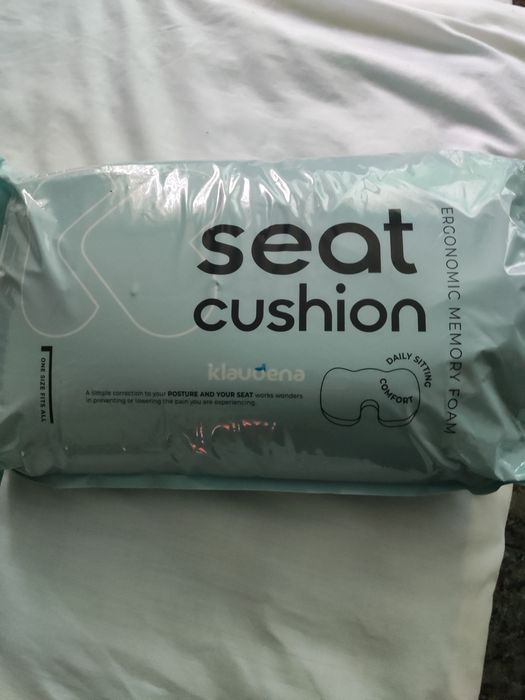 seat
cushion
klaudena
ERGONOMIC MEMORY FOAM
DAILY SITTING
COMFORT
ONE SIZE FITS ALL
A simple correction to your POSTURE AND YOUR SEAT works wonders
in preventing or lowering the pain you are experiencing.